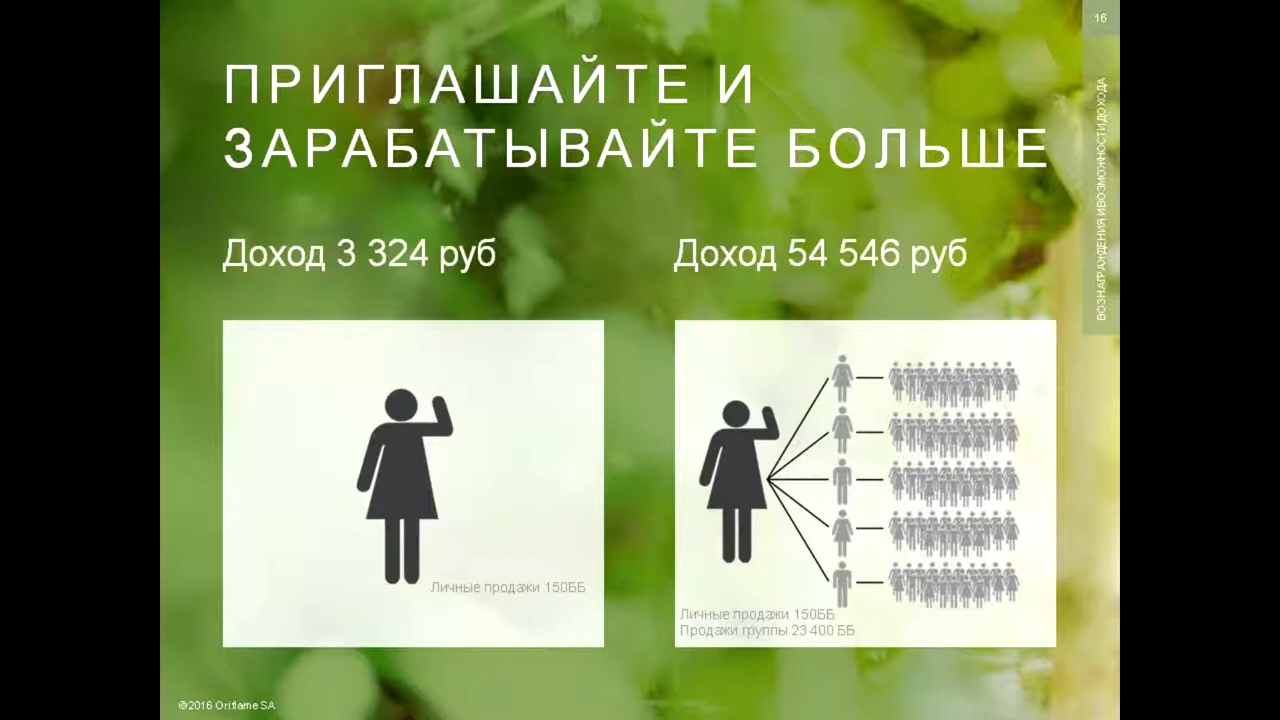 16
ВОЗНАГРАЖДЕНИЯ И ВОЗМОЖНОСТИ ДОХОДА
ПРИГЛАШАЙТЕ И
ЗАРАБАТЫВАЙТЕ БОЛЬШЕ
Доход 3 324 руб
Доход 54 546 руб
Личные продажи 150ББ
Личные продажи 150ББ
Продажи группы 23 400 ББ
©2016 Oriflame SA